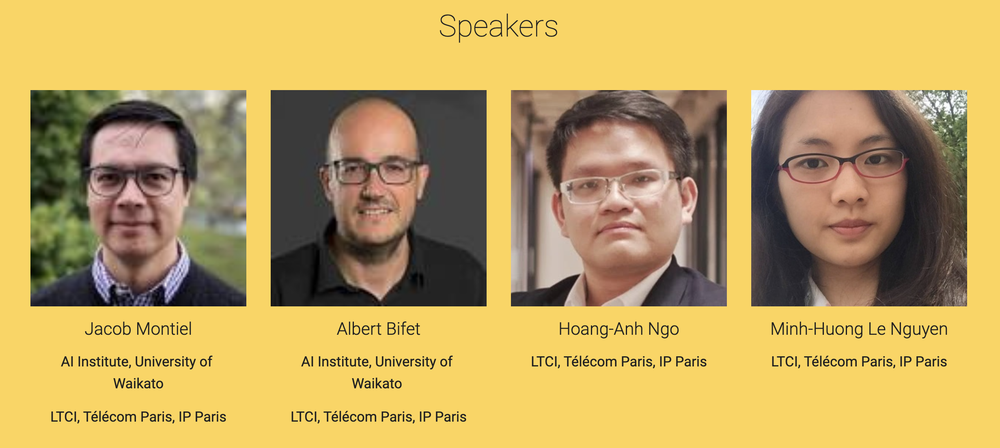 Speakers
Jacob Montiel
AI Institute, University of
Waikato
LTCI, Télécom Paris, IP Paris
Albert Bifet
AI Institute, University of
Waikato
LTCI, Télécom Paris, IP Paris
Hoang-Anh Ngo
LTCI, Télécom Paris, IP Paris
Minh-Huong Le Nguyen
LTCI, Télécom Paris, IP Paris